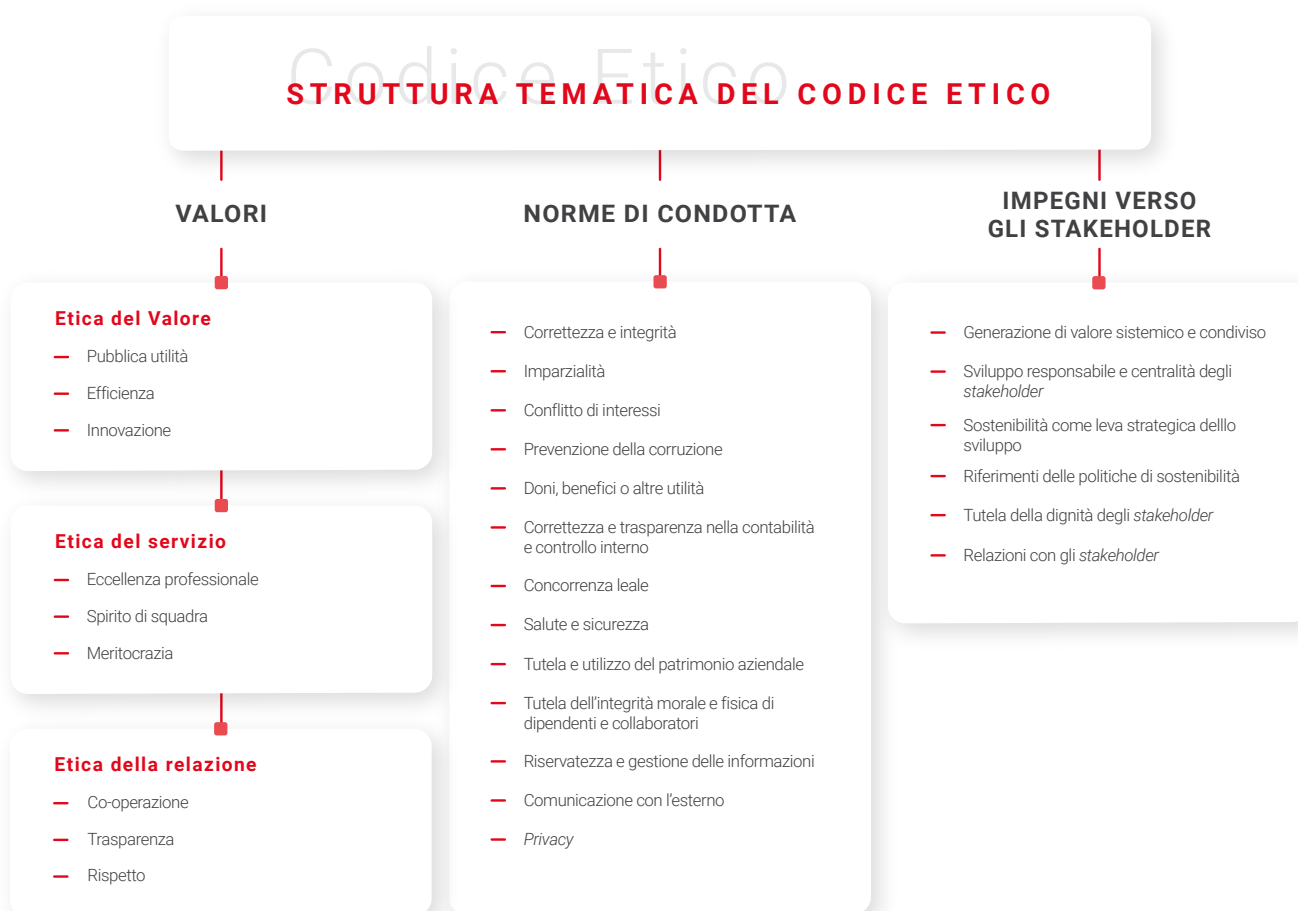 Codice Etico
STRUTTURA TEMATICA DEL CODICE ETICO
VALORI
Etica del Valore
Pubblica utilità
Efficienza
Innovazione
Etica del servizio
Eccellenza professionale
Spirito di squadra
Meritocrazia
Etica della relazione
Co-operazione
Trasparenza
Rispetto
NORME DI CONDOTTA
Correttezza e integrità
Imparzialità
Conflitto di interessi
Prevenzione della corruzione
Doni, benefici o altre utilità
Correttezza e trasparenza nella contabilità
e controllo interno
Concorrenza leale
Salute e sicurezza
Tutela e utilizzo del patrimonio aziendale
Tutela dell'integrità morale e fisica di
dipendenti e collaboratori
Riservatezza e gestione delle informazioni
Comunicazione con l'esterno
Privacy
IMPEGNI VERSO
GLI STAKEHOLDER
Generazione di valore sistemico e condiviso
Sviluppo responsabile e centralità degli
stakeholder
Sostenibilità come leva strategica delllo
sviluppo
Riferimenti delle politiche di sostenibilità
Tutela della dignità degli stakeholder
Relazioni con gli stakeholder